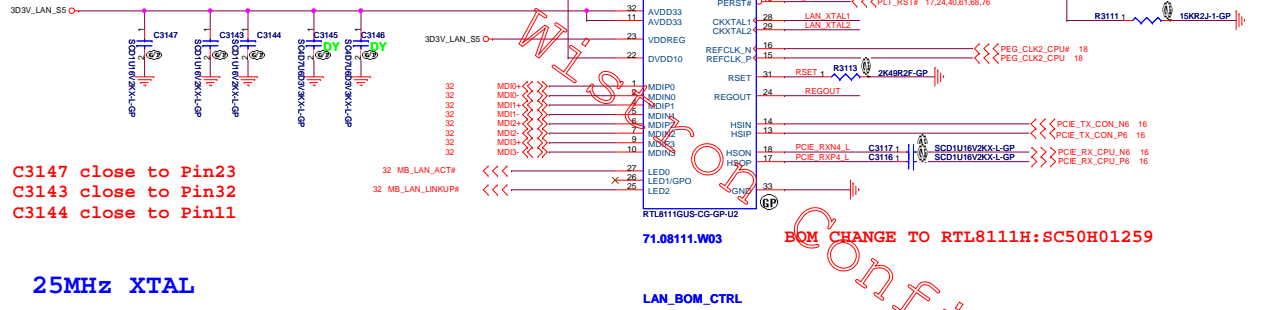 3D3V_LAN_S5
C3147
C3143
C3144
C3145
DY
C3146
DY
SCD1U16V2KX-L-GP
SCD1U16V2KX-L-GP
SCD1U16V2KX-L-GP
SC4D7U6D3V3KX-L-GP
SC4D7U6D3V3KX-L-GP
3D3V_LAN_S5
32 AVDD33
11 AVDD33
23 VDDREG
22 DVDD10
PERST#
PLT_RST# 17,24,40,61,68,76
CKXTAL1 28 LAN_XTAL1
CKXTAL2 29 LAN_XTAL2
REFCLK_N 16 PEG_CLK2_CPU# 18
REFCLK_P 15 PEG_CLK2_CPU 18
RSET 31 RSET 1 R3113 2 2K49R2F-GP
REGOUT 24 REGOUT
R3111 1 15KR2J-1-GP
32 MDI0+ 1 MDIP0
32 MDI0- 2 MDIN0
32 MDI1+ 4 MDIP1
32 MDI1- 5 MDIN1
32 MDI2+ 6 MDIP2
32 MDI2- 7 MDIN2
32 MDI3+ 9 MDIP3
32 MDI3- 10 MDIN3
HSIN 14 PCIE_TX_CON_N6 16
HSIP 13 PCIE_TX_CON_P6 16
HSON 18 PCIE_RXN4_L C3117 1 SCD1U16V2KX-L-GP PCIE_RX_CPU_N6 16
HSOP 17 PCIE_RXP4_L C3116 1 SCD1U16V2KX-L-GP PCIE_RX_CPU_P6 16
32 MB_LAN_ACT# 27 LED0
26 LED1/GPO
32 MB_LAN_LINKUP# 25 LED2
GND 33
GP
RTL8111GUS-CG-GP-U2
71.08111.W03
BOM CHANGE TO RTL8111H:SC50H01259
C3147 close to Pin23
C3143 close to Pin32
C3144 close to Pin11
25MHz XTAL
LAN_BOM_CTRL
Wistron Confi